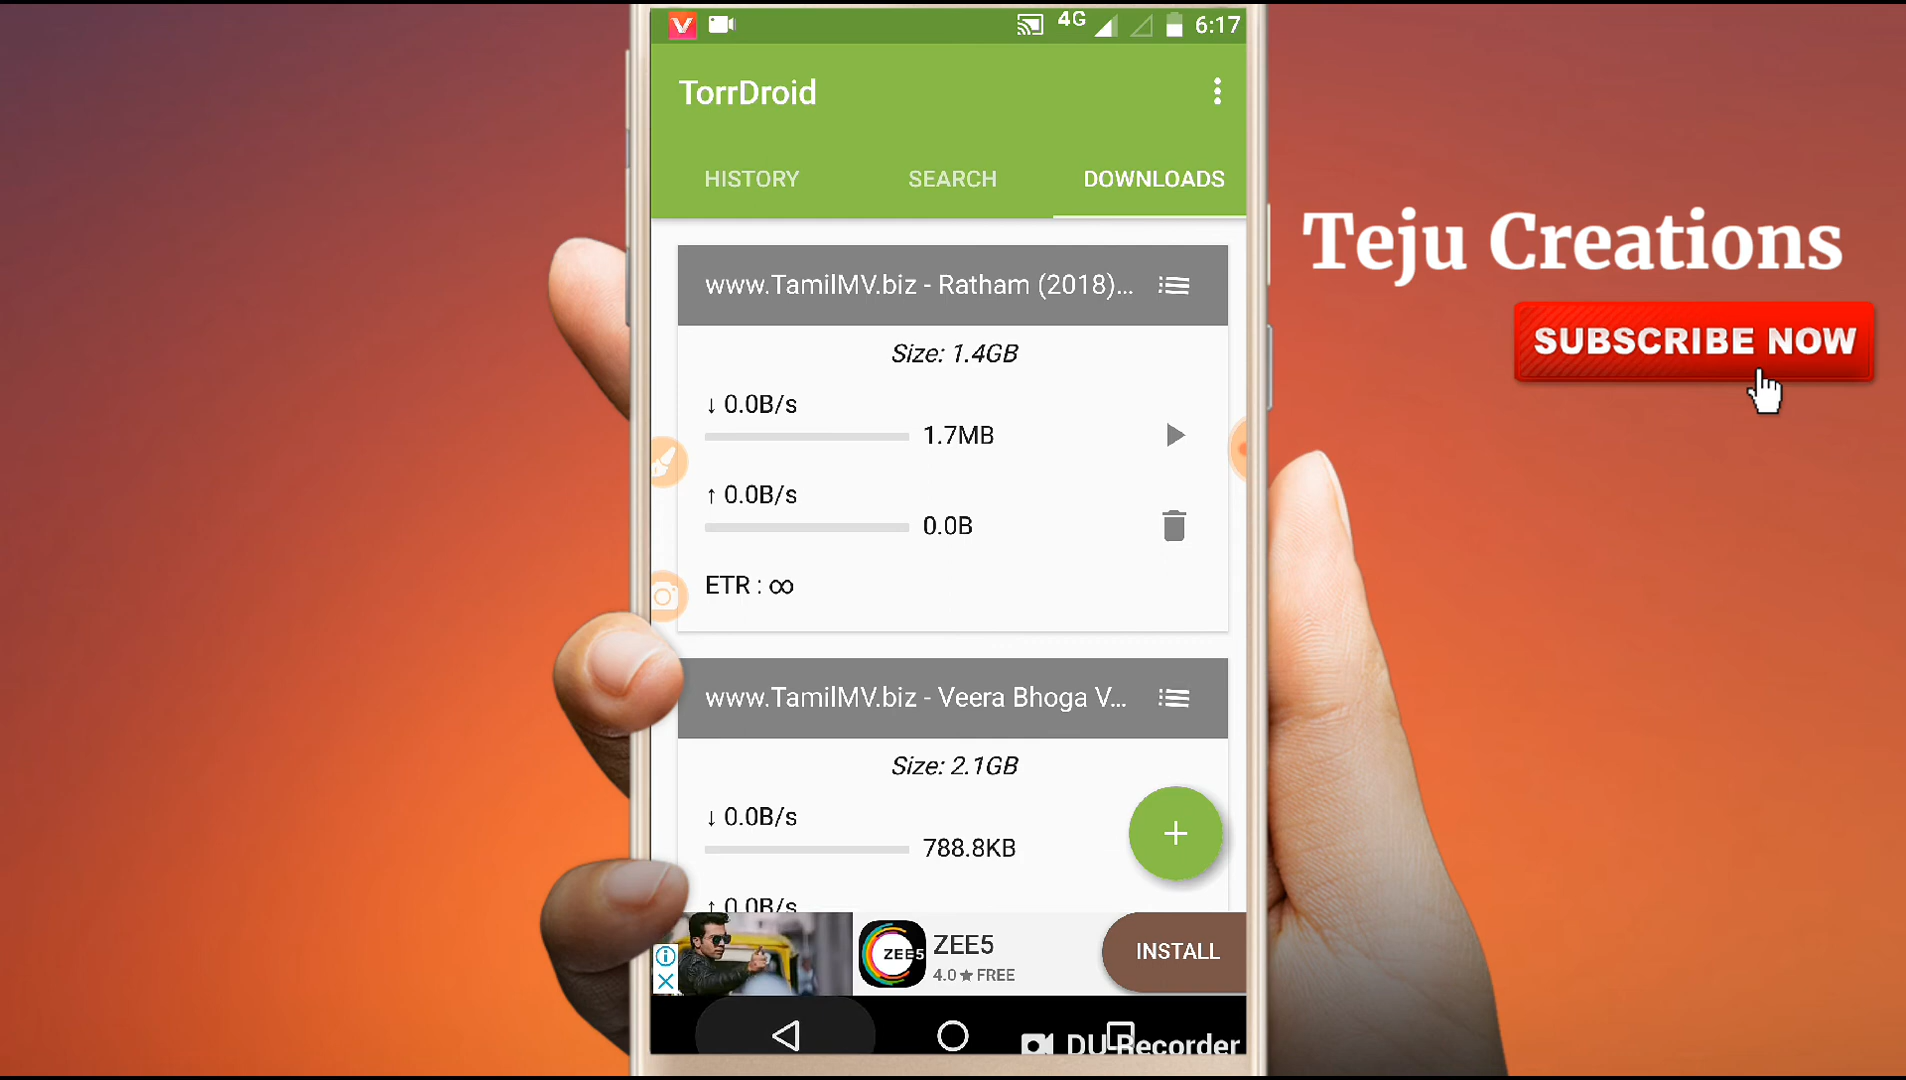 4G 6:17
TorrDroid
HISTORY SEARCH DOWNLOADS
www.TamilMV.biz - Ratham (2018)...
Size: 1.4GB
↓ 0.0B/s
1.7MB
↑ 0.0B/s
0.0B
ETR : ∞
www.TamilMV.biz - Veera Bhoga V...
Size: 2.1GB
↓ 0.0B/s
788.8KB
↑ 0.0B/s
ZEE5
ZEE5
4.0★FREE
INSTALL
DU Recorder
Teju Creations
SUBSCRIBE NOW